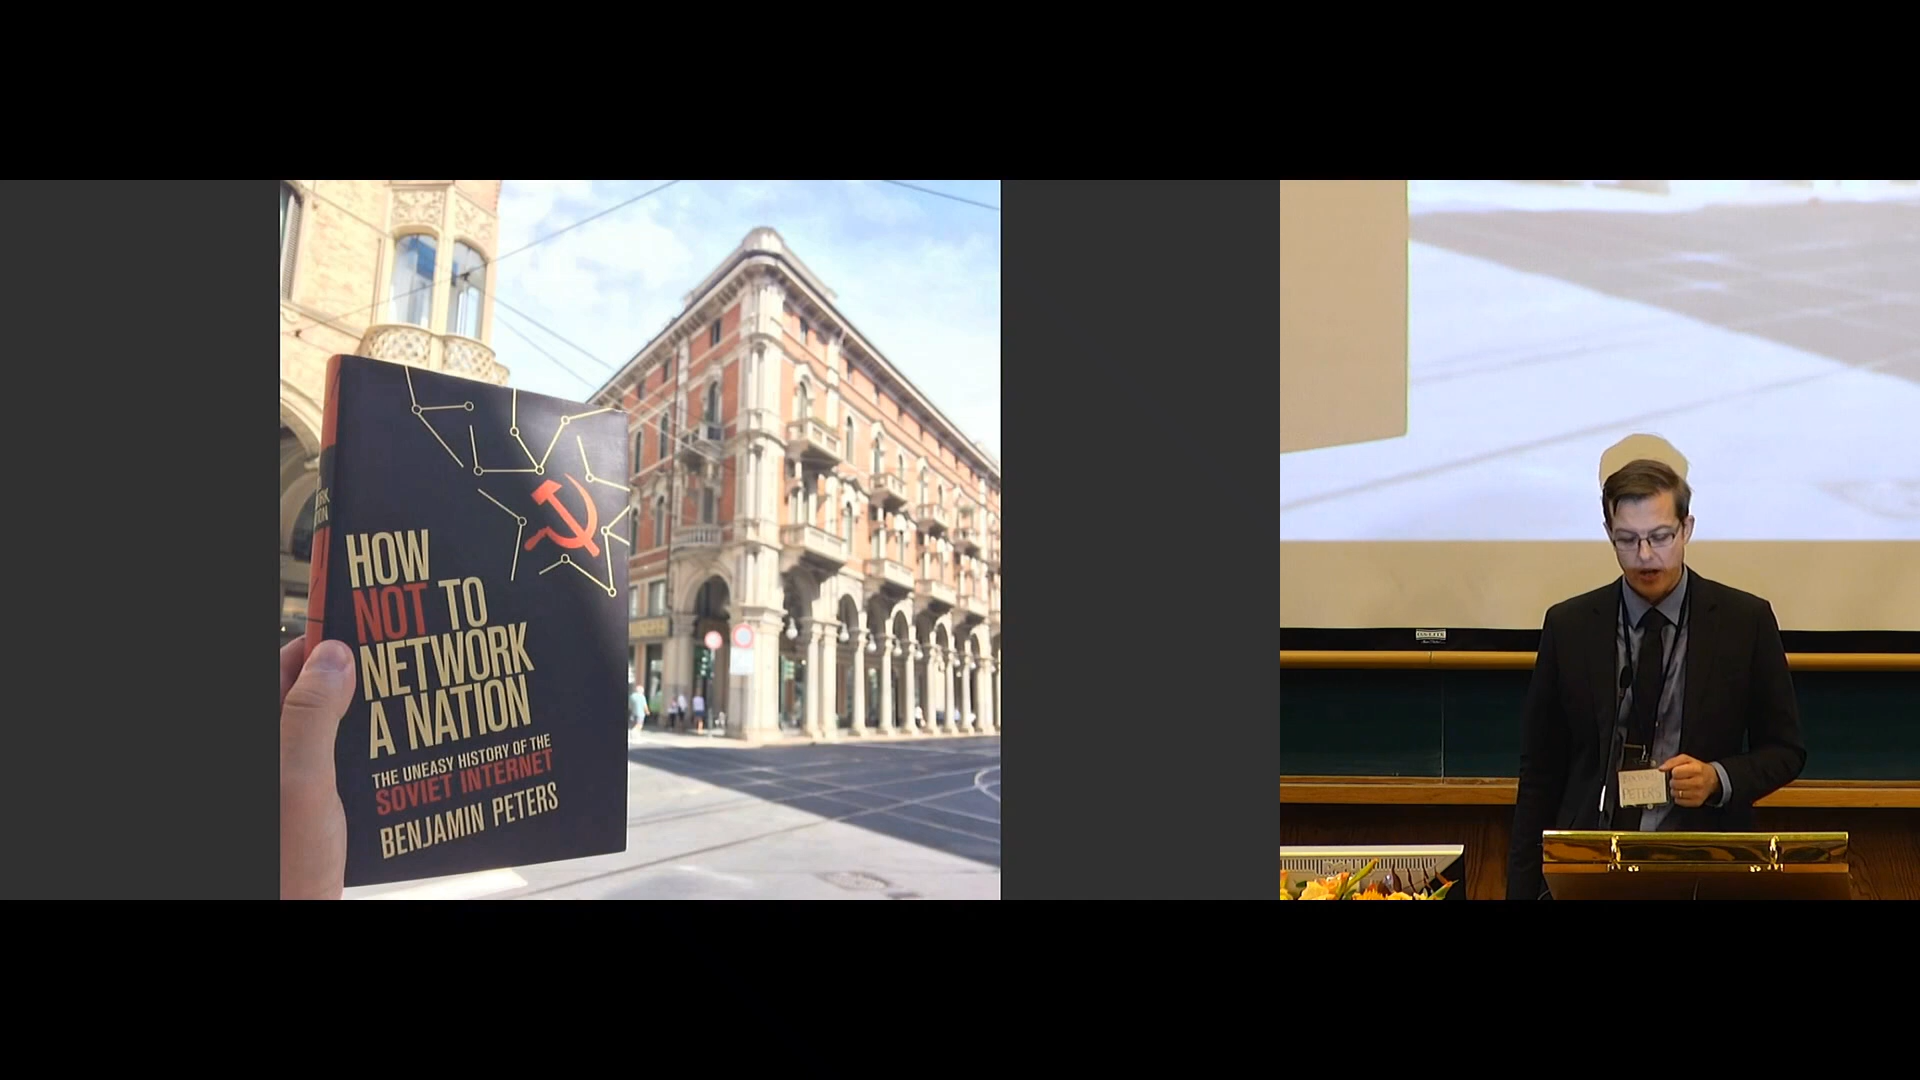 HOW
NOT TO
NETWORK
A NATION
THE UNEASY HISTORY OF THE
SOVIET INTERNET
BENJAMIN PETERS
PETERS